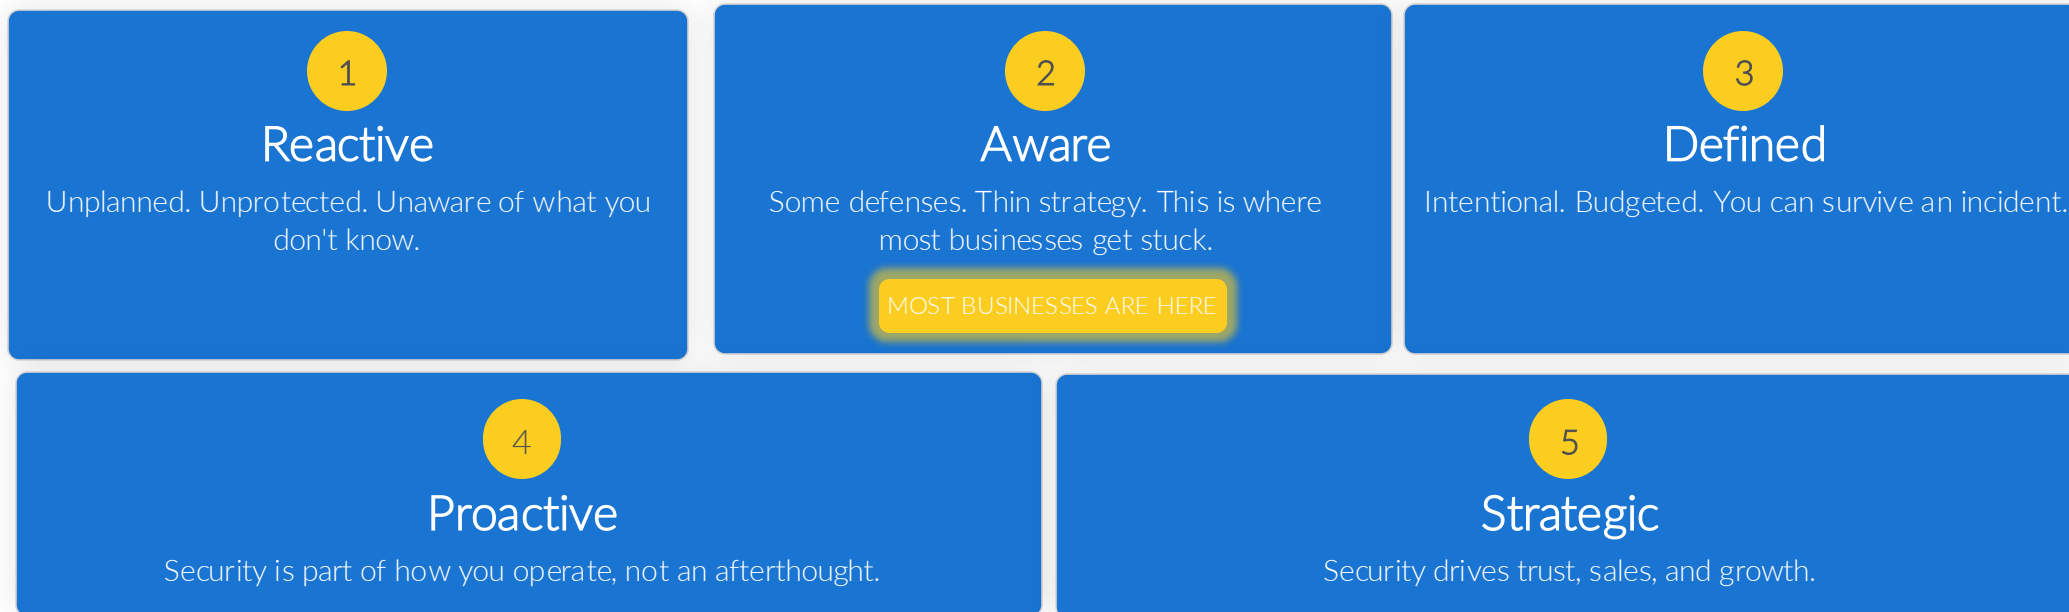 1
Reactive
Unplanned. Unprotected. Unaware of what you
don't know.
2
Aware
Some defenses. Thin strategy. This is where
most businesses get stuck.
MOST BUSINESSES ARE HERE
3
Defined
Intentional. Budgeted. You can survive an incident.
4
Proactive
Security is part of how you operate, not an afterthought.
5
Strategic
Security drives trust, sales, and growth.